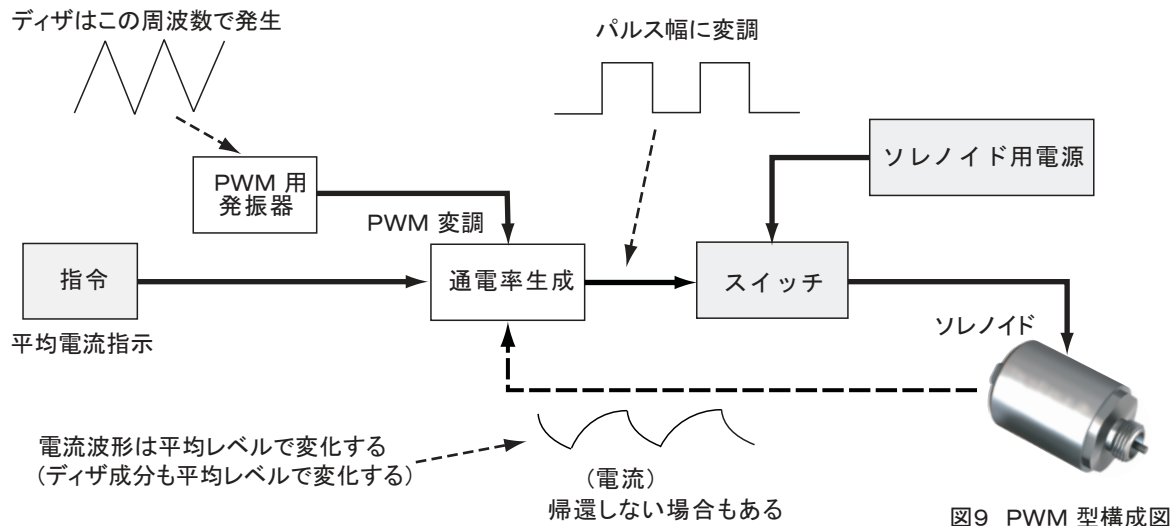 ディザはこの周波数で発生
パルス幅に変調
ソレノイド用電源
PWM 用
発振器
PWM 変調
指令
通電率生成
スイッチ
平均電流指示
ソレノイド
電流波形は平均レベルで変化する
(ディザ成分も平均レベルで変化する)
(電流)
帰還しない場合もある
図9 PWM 型構成図